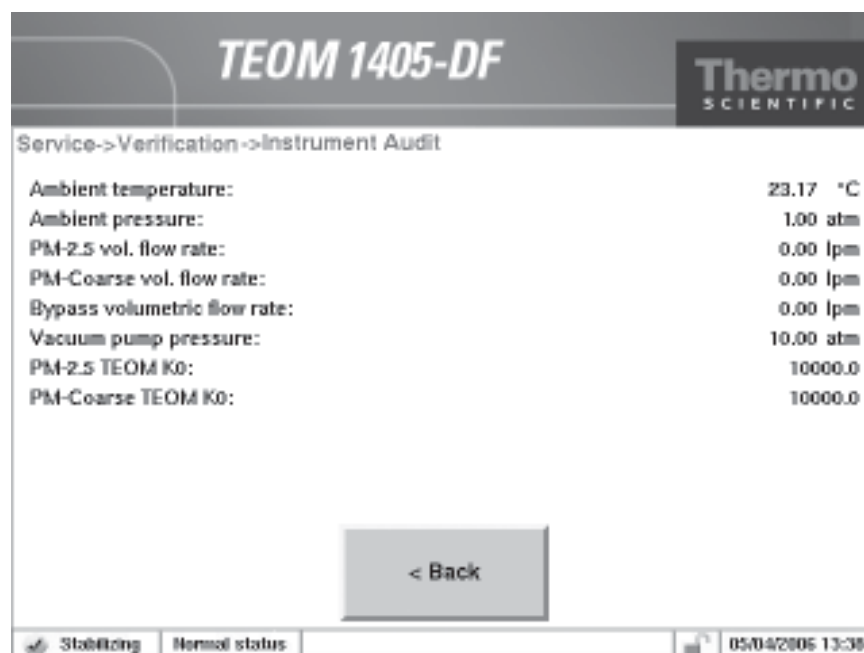 TEOM 1405-DF
Thermo
SCIENTIFIC
Service->Verification->Instrument Audit
Ambient temperature: 23.17 °C
Ambient pressure: 1.00 atm
PM-2.5 vol. flow rate: 0.00 lpm
PM-Coarse vol. flow rate: 0.00 lpm
Bypass volumetric flow rate: 0.00 lpm
Vacuum pump pressure: 10.00 atm
PM-2.5 TEOM K0: 10000.0
PM-Coarse TEOM K0: 10000.0
< Back
Stabilizing Normal status 05/04/2006 13:38